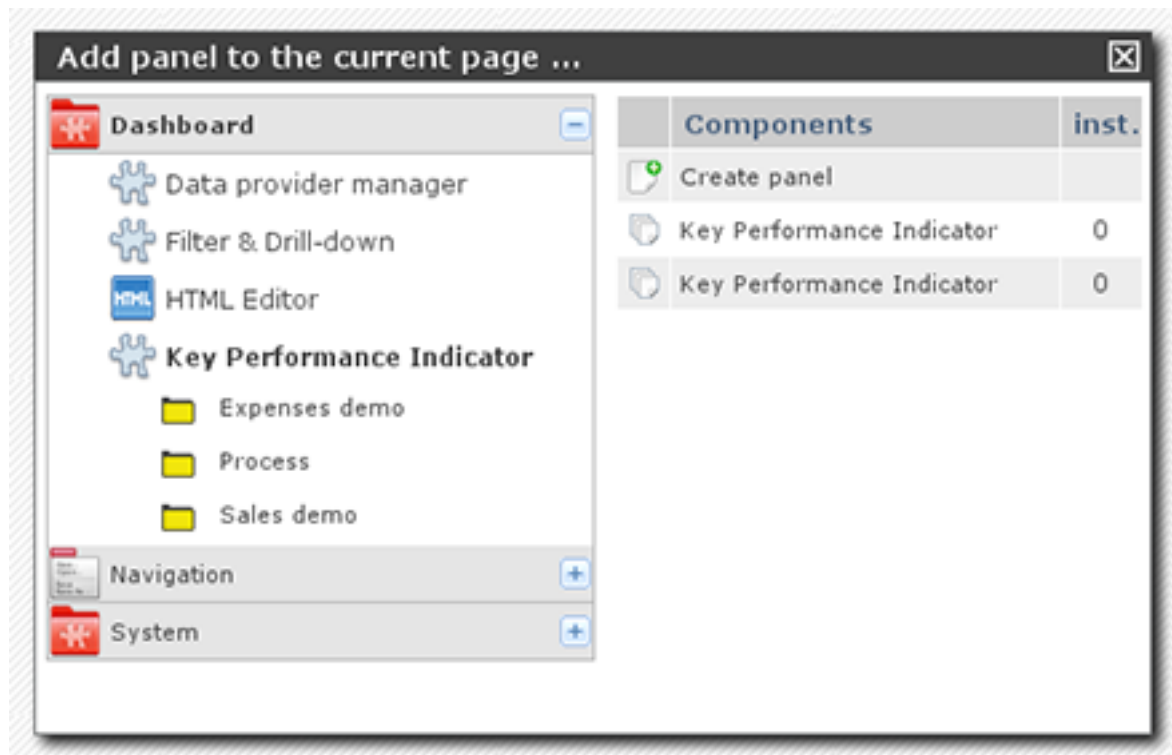 Add panel to the current page ...
Dashboard
Data provider manager
Filter & Drill-down
HTML
HTML Editor
Key Performance Indicator
Expenses demo
Process
Sales demo
Navigation
System
Components inst.
Create panel
Key Performance Indicator 0
Key Performance Indicator 0